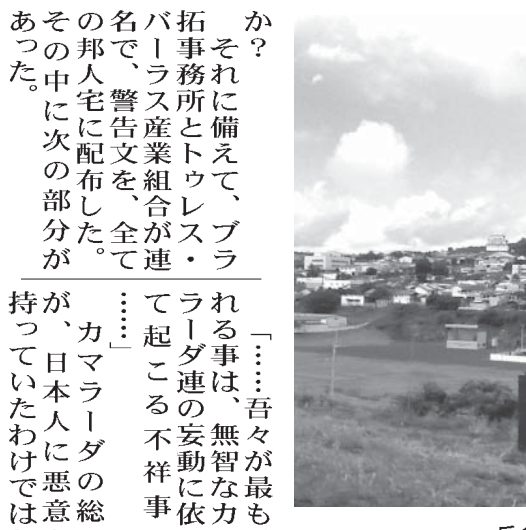 か?
それに備えて、ブラ
拓事務所とトゥレス・
バーラス産業組合が連
名で、警告文を、全て
の邦人宅に配布した。
その中に次の部分が
あった。
「……吾々が最も
れる事は、無智なカ
ラーダ連の妄動に依
て起こる不祥事
……」
カマラーダの総
が、日本人に悪意
持っていたわけでは